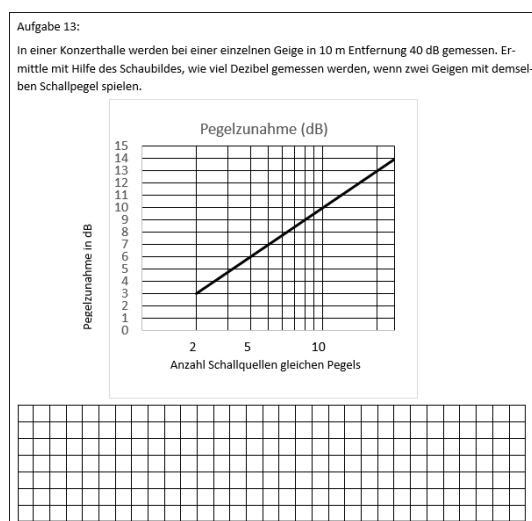 Aufgabe 13:
In einer Konzerthalle werden bei einer einzelnen Geige in 10 m Entfernung 40 dB gemessen. Er-
mittle mit Hilfe des Schaubildes, wie viel Dezibel gemessen werden, wenn zwei Geigen mit demsel-
ben Schallpegel spielen.
Pegelzunahme (dB)
15
14
13
12
11
10
9
8
7
6
5
4
3
2
1
0
Pegelzunahme in dB
2 5 10
Anzahl Schallquellen gleichen Pegels